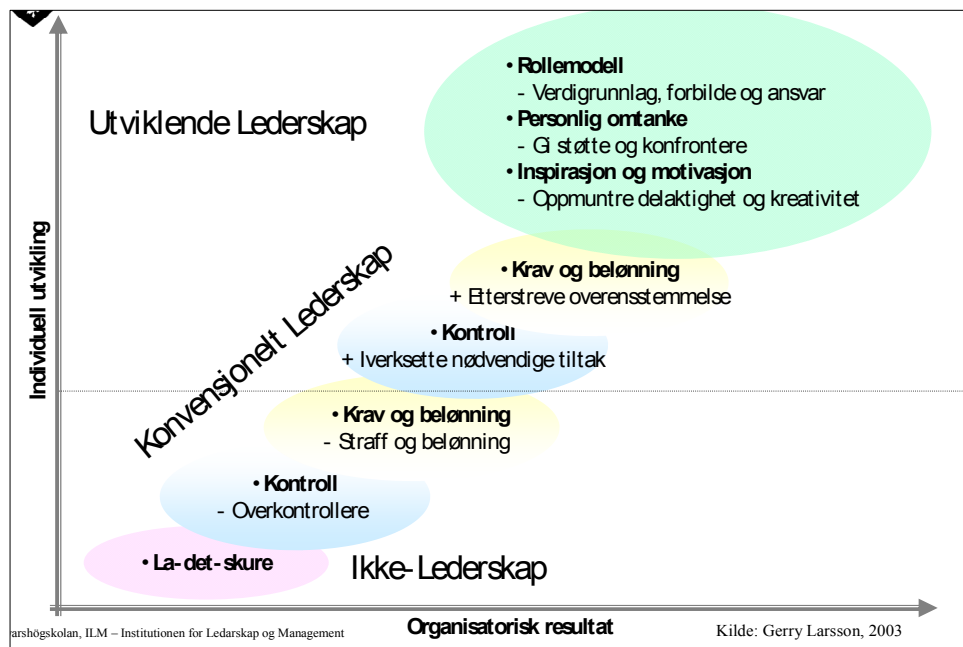 • Rollemodell
- Verdigrunnlag, forbilde og ansvar
• Personlig omtanke
- Gi støtte og konfrontere
• Inspirasjon og motivasjon
- Oppmuntre delaktighet og kreativitet
Utviklende Lederskap
• Krav og belønning
+ Etterstreve overensstemmelse
Konvensjonelt Lederskap
• Kontroll
+ Iverksette nødvendige tiltak
Individuell utvikling
• Krav og belønning
- Straff og belønning
• Kontroll
- Overkontrollere
• La-det-skure
Ikke-Lederskap
ILM – Institutionen for Ledarskap og Management
Organisatorisk resultat
Kilde: Gerry Larsson, 2003